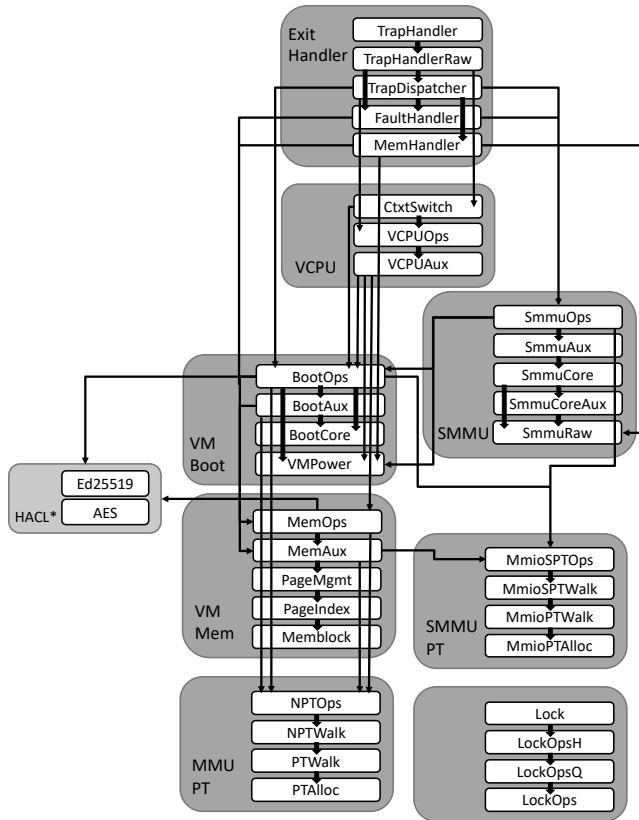 Exit
Handler
TrapHandler
TrapHandlerRaw
TrapDispatcher
FaultHandler
MemHandler
VCPU
CtxtSwitch
VCPUOps
VCPUAux
SMMU
SmmuOps
SmmuAux
SmmuCore
SmmuCoreAux
SmmuRaw
VM
Boot
BootOps
BootAux
BootCore
VMPower
HACL*
Ed25519
AES
VM
Mem
MemOps
MemAux
PageMgmt
PageIndex
Memblock
SMMU
PT
MmioSPTOps
MmioSPTWalk
MmioPTWalk
MmioPTAlloc
MMU
PT
NPTOps
NPTWalk
PTWalk
PTAlloc
Lock
LockOpsH
LockOpsQ
LockOps